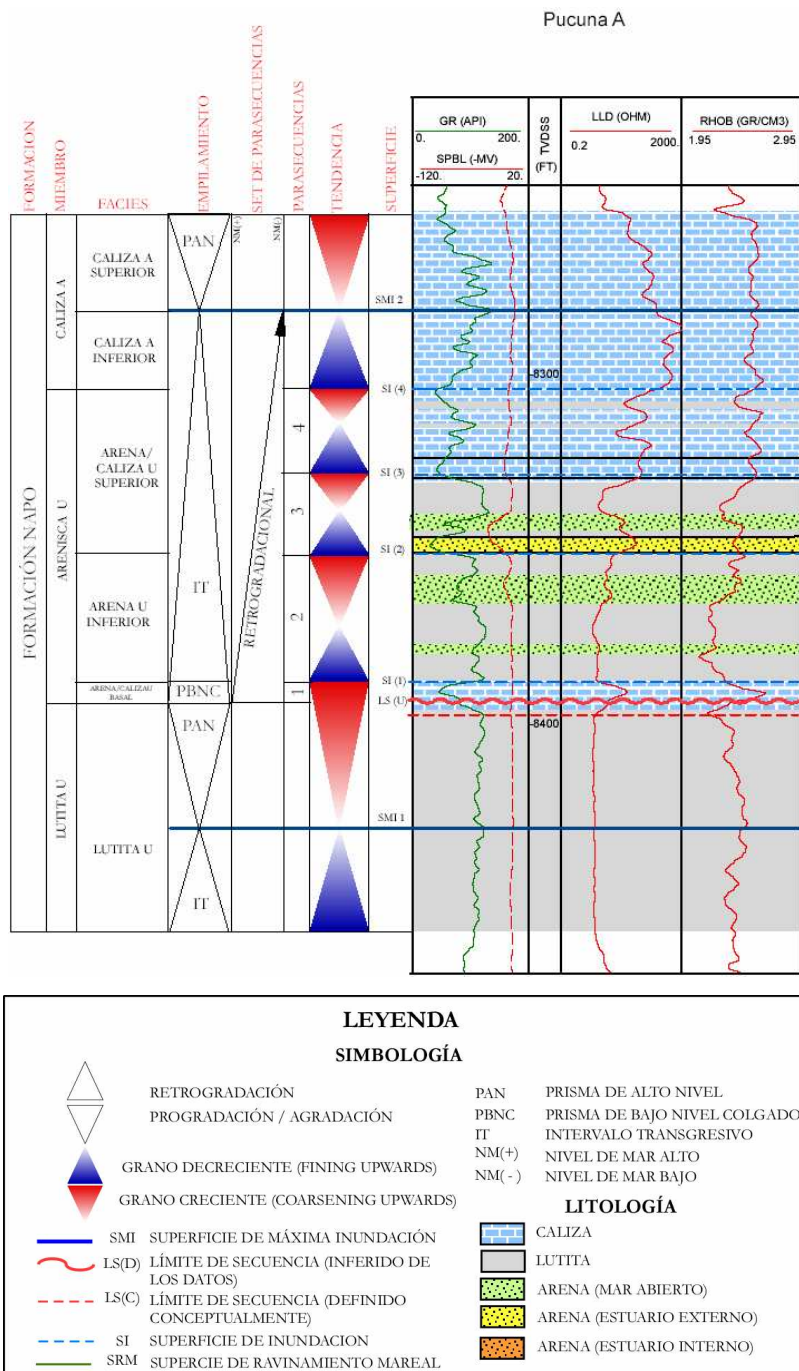 Pucuna A
FORMACION
MIEMBRO
FACIES
EMPILAMIENTO
SET DE PARASECUENCIAS
PARASECUENCIAS
TENDENCIA
SUPERFICIE
GR (API)
0. 200.
SPBL (-MV)
-120. 20.
TVDSS (FT)
LLD (OHM)
0.2 2000.
RHOB (GR/CM3)
1.95 2.95
FORMACIÓN NAPO
CALIZA A
ARENISCA U
LUTITA U
CALIZA A
SUPERIOR
CALIZA A
INFERIOR
ARENA/
CALIZA U
SUPERIOR
ARENA U
INFERIOR
ARENA/CALIZAU
BASAL
LUTITA U
PAN
IT
PBNC
PAN
IT
NM(+)
NM(-)
RETROGRADACIONAL
4
3
2
1
SMI 2
SI (4)
SI (3)
SI (2)
SI (1)
LS (U)
SMI 1
-8300
-8400
LEYENDA
SIMBOLOGÍA
RETROGRADACIÓN
PROGRADACIÓN / AGRADACIÓN
GRANO DECRECIENTE (FINING UPWARDS)
GRANO CRECIENTE (COARSENING UPWARDS)
SMI SUPERFICIE DE MÁXIMA INUNDACIÓN
LS(D) LÍMITE DE SECUENCIA (INFERIDO DE
LOS DATOS)
LS(C) LÍMITE DE SECUENCIA (DEFINIDO
CONCEPTUALMENTE)
SI SUPERFICIE DE INUNDACION
SRM SUPERCIE DE RAVINAMIENTO MAREAL
PAN PRISMA DE ALTO NIVEL
PBNC PRISMA DE BAJO NIVEL COLGADO
IT INTERVALO TRANSGRESIVO
NM(+) NIVEL DE MAR ALTO
NM( - ) NIVEL DE MAR BAJO
LITOLOGÍA
CALIZA
LUTITA
ARENA (MAR ABIERTO)
ARENA (ESTUARIO EXTERNO)
ARENA (ESTUARIO INTERNO)